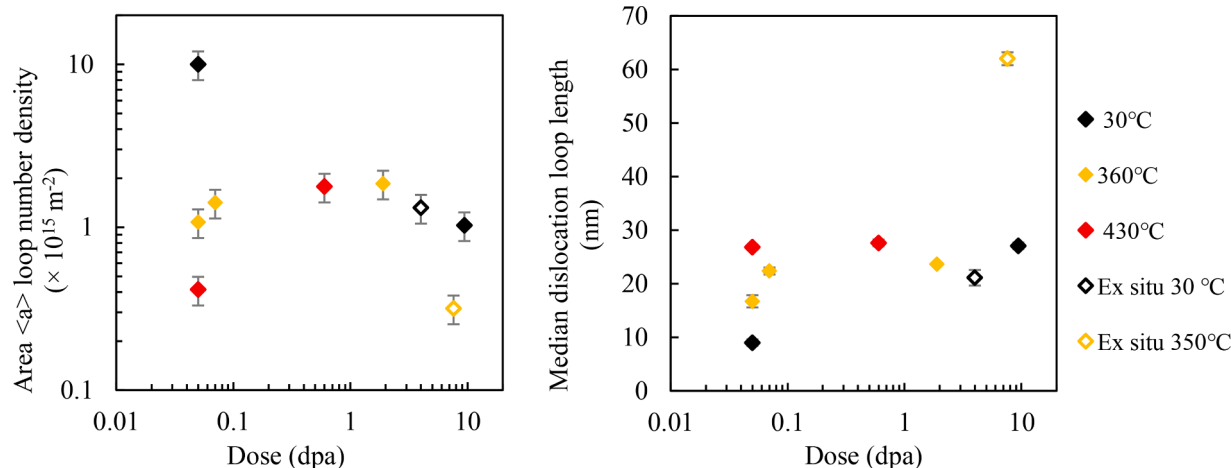 Area <a> loop number density
(× 10¹⁵ m⁻²)
10
1
0.1
0.01
0.1
1
10
Dose (dpa)
Median dislocation loop length
(nm)
70
60
50
40
30
20
10
0
0.01
0.1
1
10
Dose (dpa)
30°C
360°C
430°C
Ex situ 30 °C
Ex situ 350°C